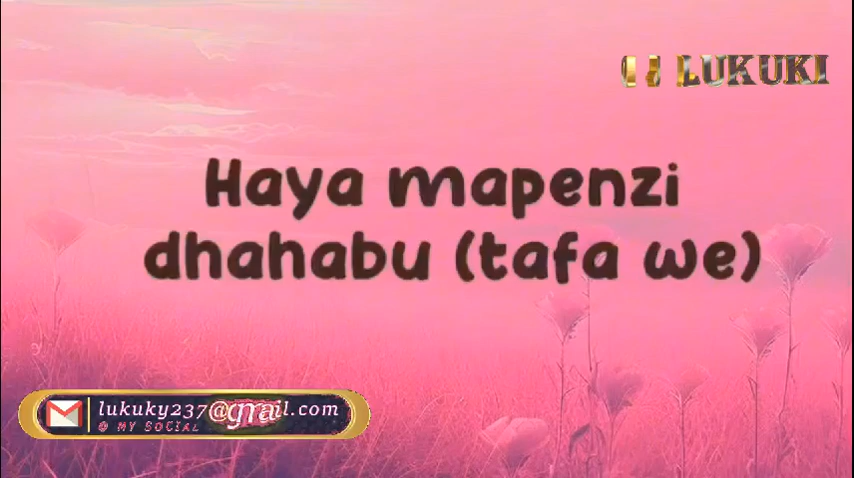 LUKUKI
Haya mapenzi
dhahabu (tafa we)
lukuky237@gmail.com
@ MY SOCIAL